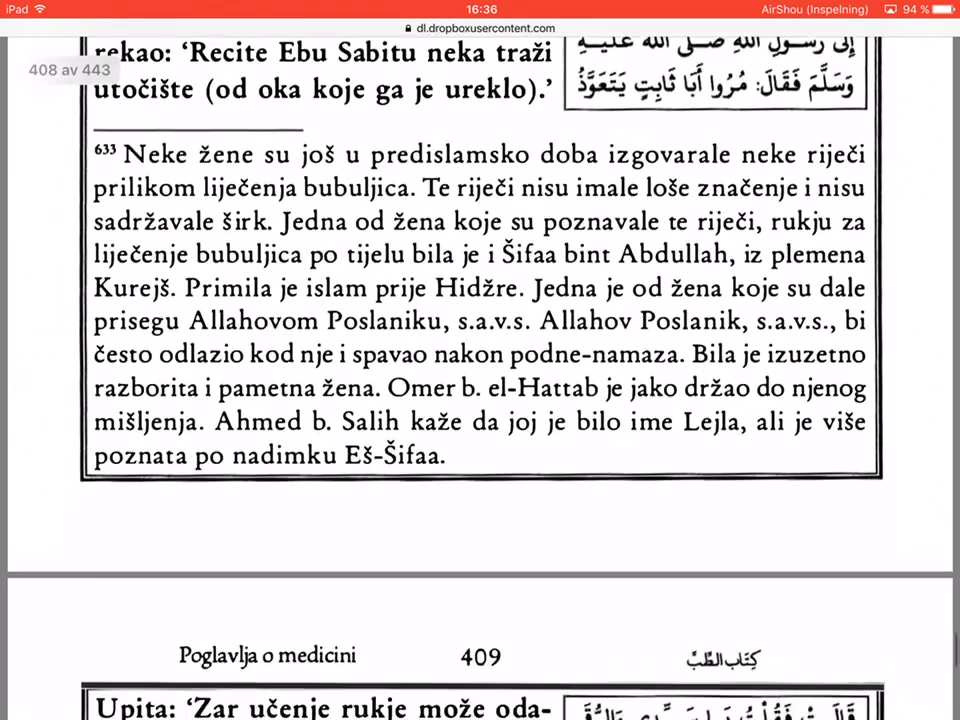 iPad 16:36 AirShou (Inspelning) 94 %
dl.dropboxusercontent.com
408 av 443
rekao: ‘Recite Ebu Sabitu neka traži
utočište (od oka koje ga je ureklo).’
إِلَى رَسُولِ اللهِ صَلَّى اللهُ عَلَيْهِ
وَسَلَّمَ فَقَالَ: مُرُوا أَبَا ثَابِتٍ يَتَعَوَّذُ
⁶³³ Neke žene su još u predislamsko doba izgovarale neke riječi
prilikom liječenja bubuljica. Te riječi nisu imale loše značenje i nisu
sadržavale širk. Jedna od žena koje su poznavale te riječi, rukju za
liječenje bubuljica po tijelu bila je i Šifaa bint Abdullah, iz plemena
Kurejš. Primila je islam prije Hidžre. Jedna je od žena koje su dale
prisegu Allahovom Poslaniku, s.a.v.s. Allahov Poslanik, s.a.v.s., bi
često odlazio kod nje i spavao nakon podne-namaza. Bila je izuzetno
razborita i pametna žena. Omer b. el-Hattab je jako držao do njenog
mišljenja. Ahmed b. Salih kaže da joj je bilo ime Lejla, ali je više
poznata po nadimku Eš-Šifaa.
Poglavlja o medicini 409 كِتَاب الطِّبِّ
Upita: ‘Zar učenje rukje može oda-